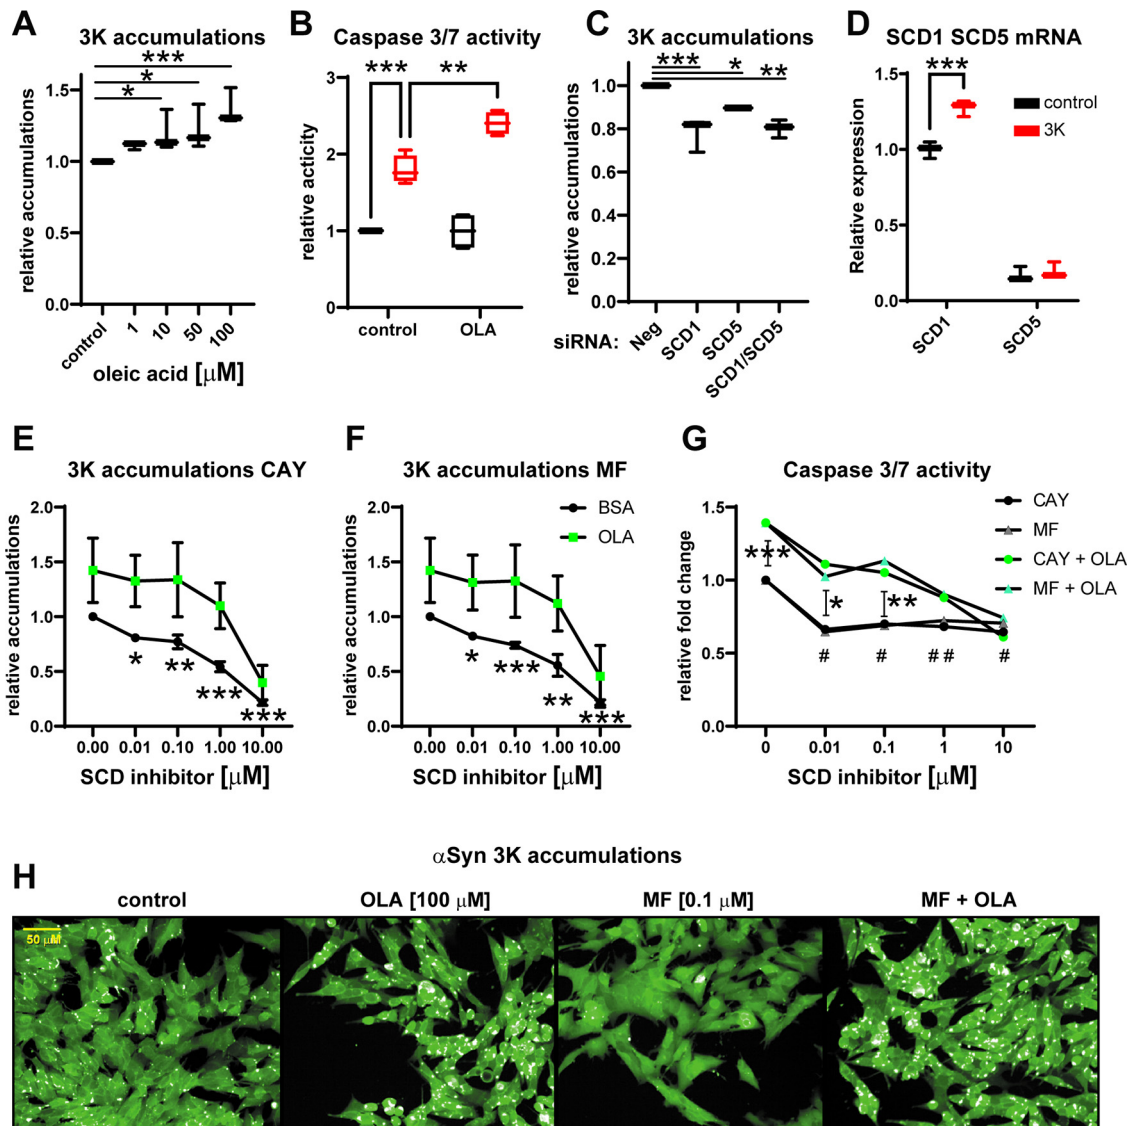 A
3K accumulations
***
*
*
relative accumulations
1.5
1.0
0.5
0.0
control
1
10
50
100
oleic acid [μM]
B
Caspase 3/7 activity
***
**
relative acticity
3
2
1
0
control
OLA
C
3K accumulations
***
*
**
relative accumulations
1.0
0.8
0.6
0.4
0.2
0.0
siRNA:
Neg
SCD1
SCD5
SCD1/SCD5
D
SCD1 SCD5 mRNA
***
control
3K
Relative expression
1.5
1.0
0.5
0.0
SCD1
SCD5
E
3K accumulations CAY
relative accumulations
2.0
1.5
1.0
0.5
0.0
*
**
***
***
0.00
0.01
0.10
1.00
10.00
SCD inhibitor [μM]
F
3K accumulations MF
BSA
OLA
relative accumulations
2.0
1.5
1.0
0.5
0.0
*
***
**
***
0.00
0.01
0.10
1.00
10.00
SCD inhibitor [μM]
G
Caspase 3/7 activity
CAY
MF
CAY + OLA
MF + OLA
relative fold change
1.5
1.0
0.5
0.0
***
*
**
#
#
##
#
0
0.01
0.1
1
10
SCD inhibitor [μM]
αSyn 3K accumulations
H
control
OLA [100 μM]
MF [0.1 μM]
MF + OLA
50 μM